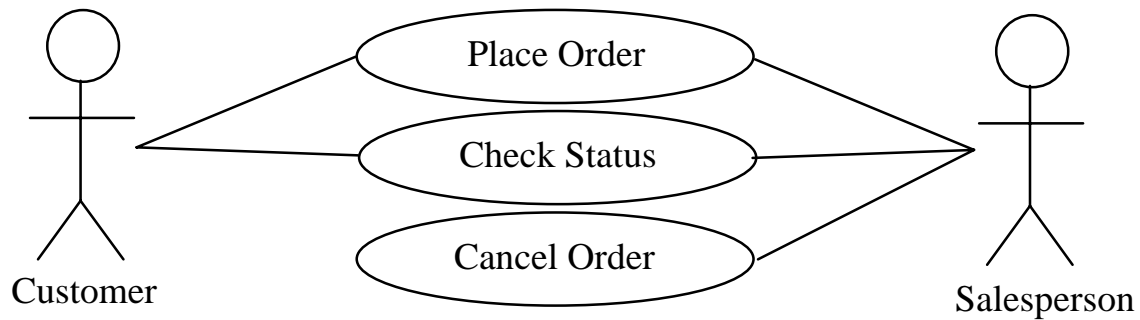 Place Order
Check Status
Cancel Order
Customer
Salesperson